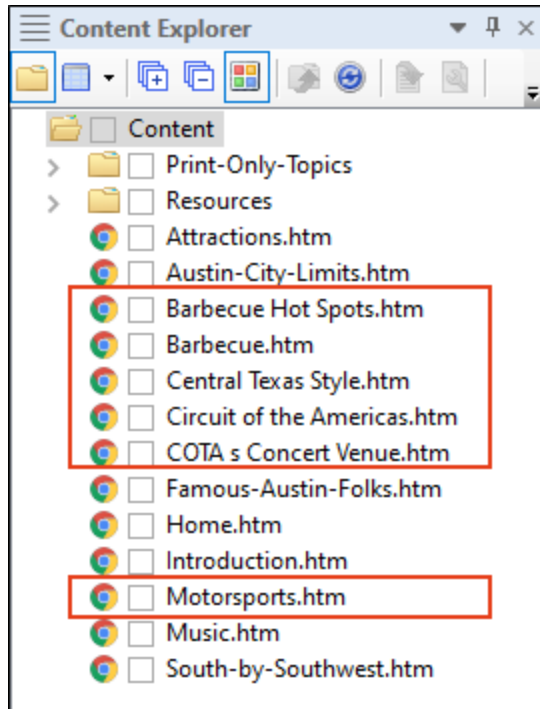 Content Explorer
Content
Print-Only-Topics
Resources
Attractions.htm
Austin-City-Limits.htm
Barbecue Hot Spots.htm
Barbecue.htm
Central Texas Style.htm
Circuit of the Americas.htm
COTA s Concert Venue.htm
Famous-Austin-Folks.htm
Home.htm
Introduction.htm
Motorsports.htm
Music.htm
South-by-Southwest.htm